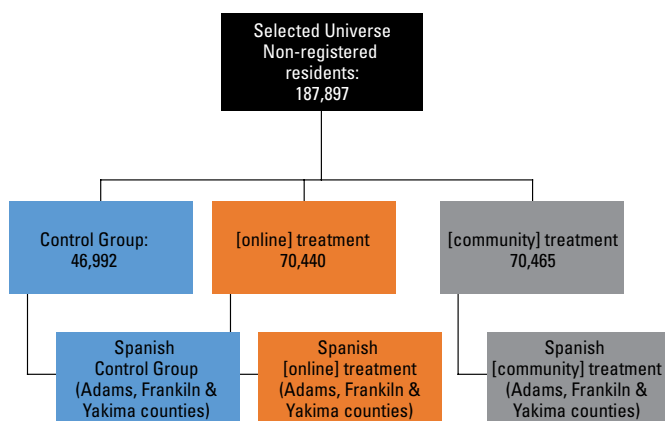 Selected Universe
Non-registered
residents:
187,897
Control Group:
46,992
[online] treatment
70,440
[community] treatment
70,465
Spanish
Control Group
(Adams, Frankiln &
Yakima counties)
Spanish
[online] treatment
(Adams, Frankiln &
Yakima counties)
Spanish
[community] treatment
(Adams, Frankiln &
Yakima counties)